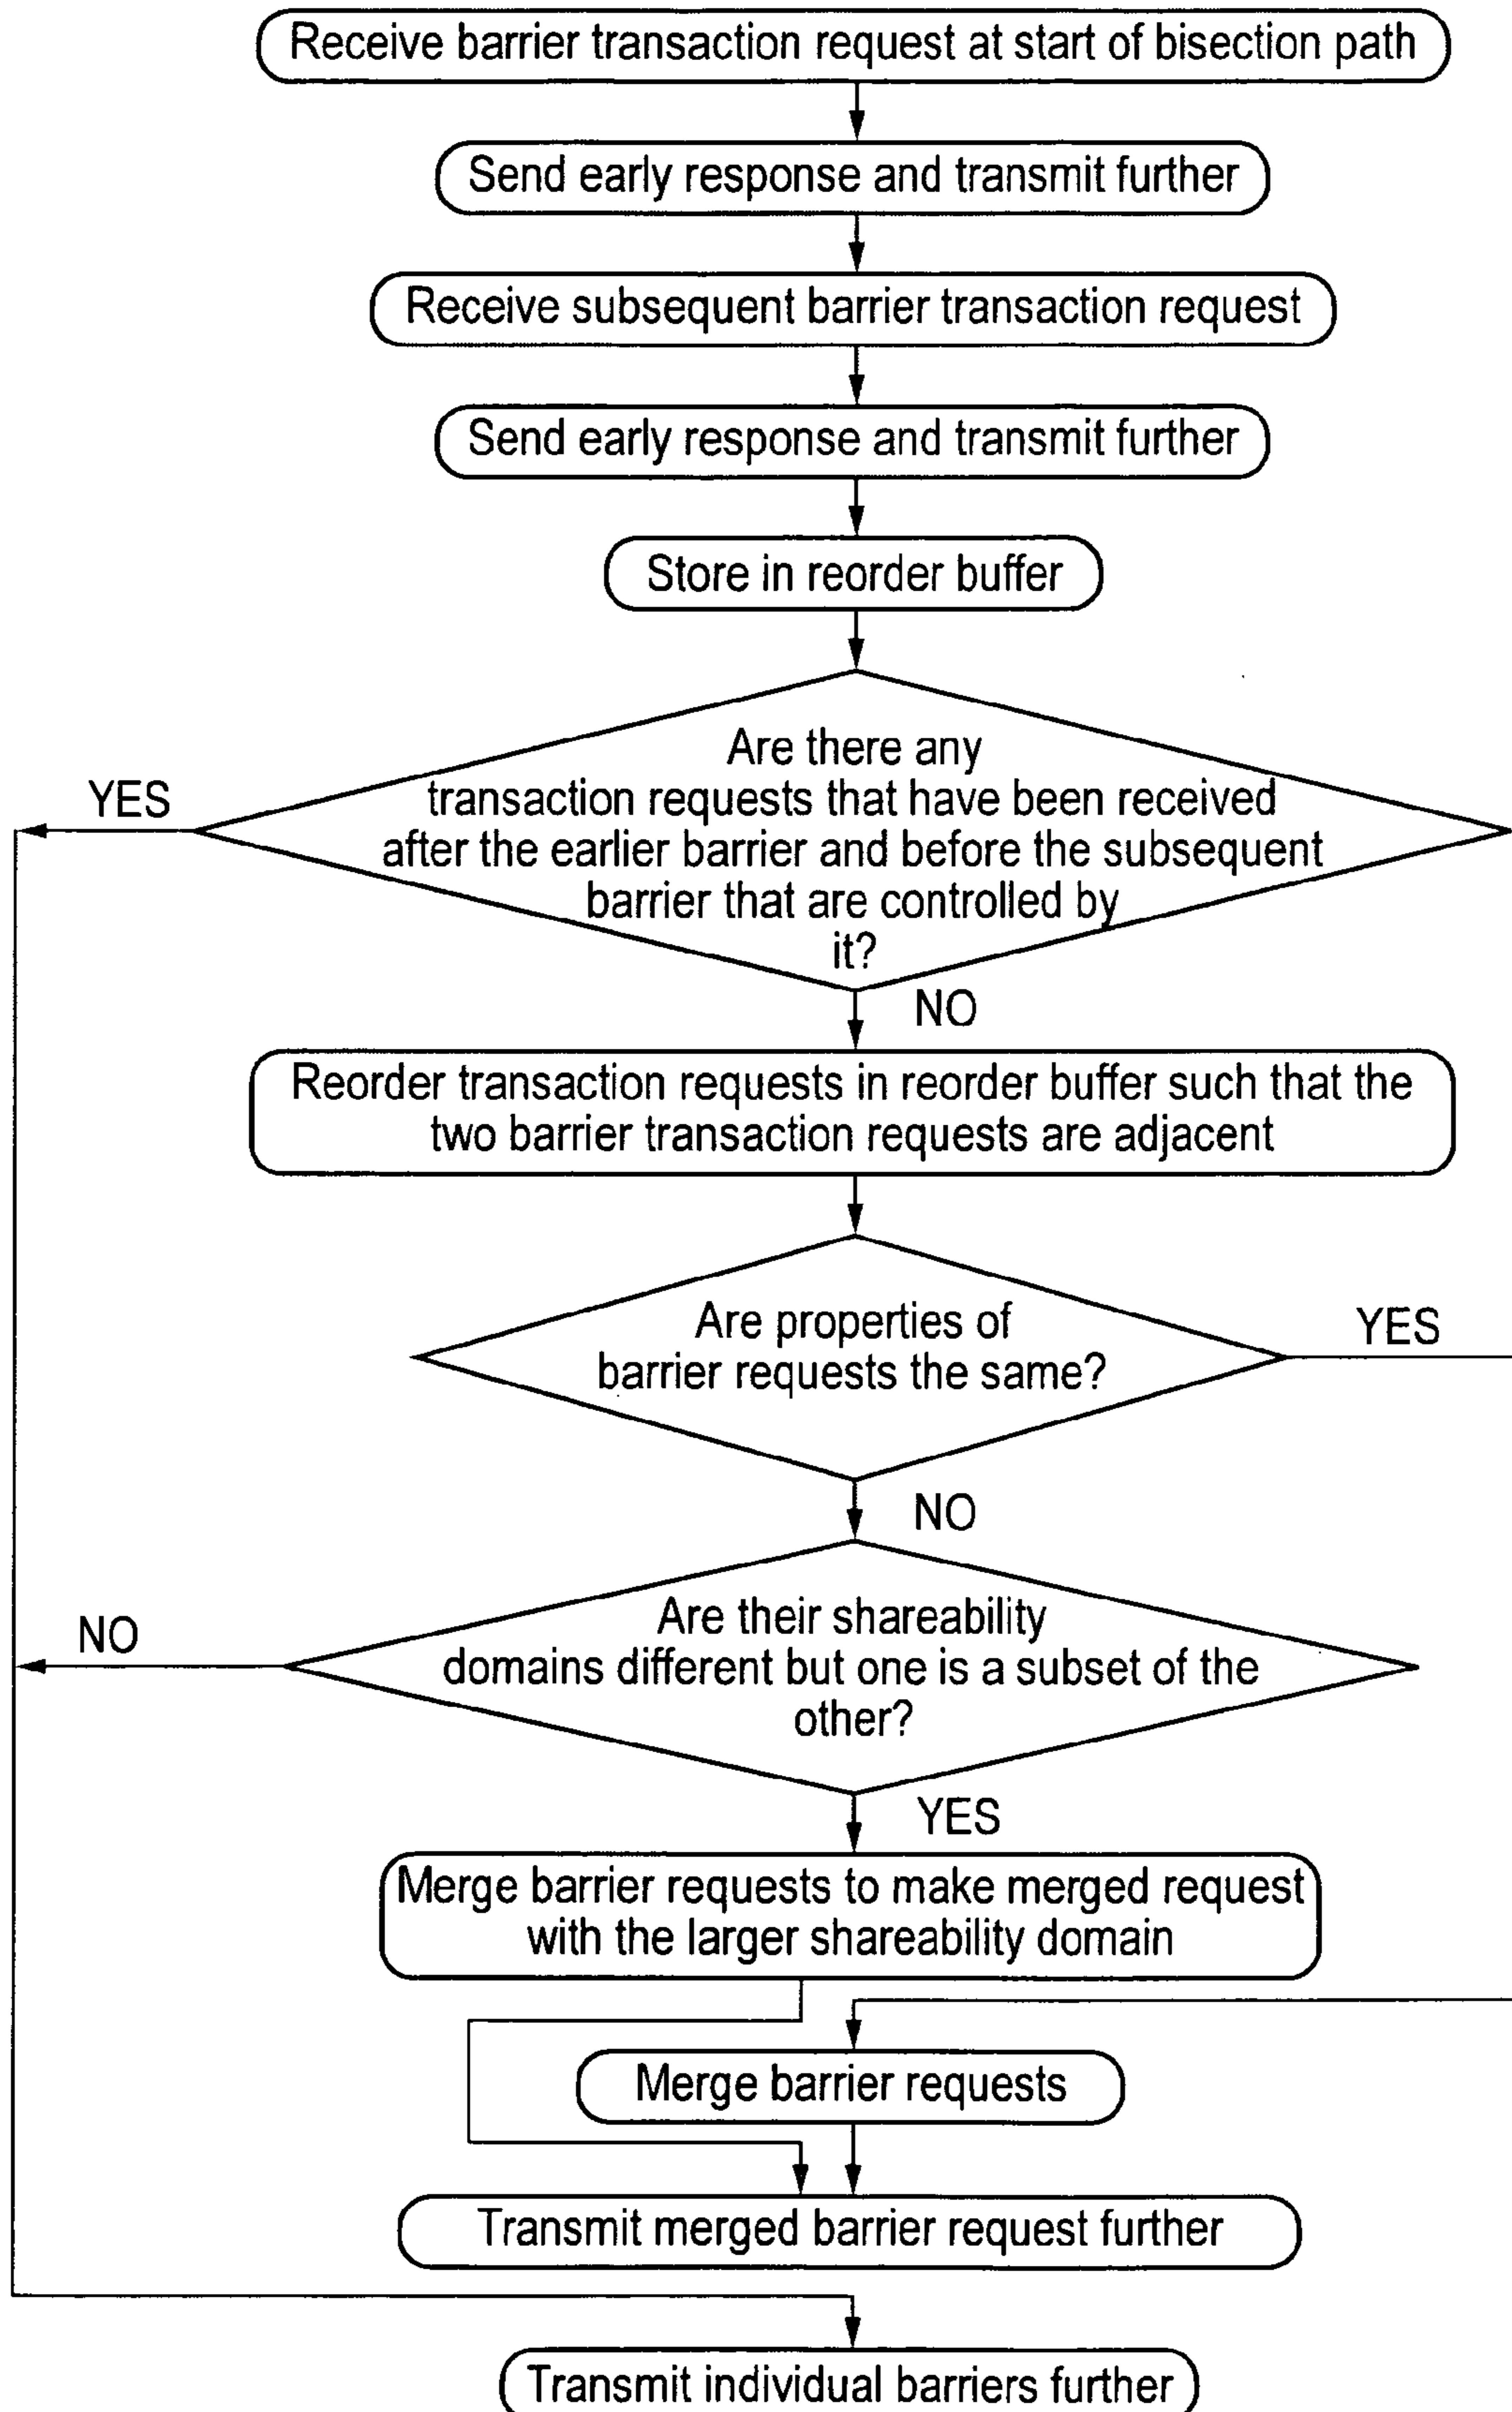 Receive barrier transaction request at start of bisection path
Send early response and transmit further
Receive subsequent barrier transaction request
Send early response and transmit further
Store in reorder buffer
Are there any
transaction requests that have been received
after the earlier barrier and before the subsequent
barrier that are controlled by
it?
YES
NO
Reorder transaction requests in reorder buffer such that the
two barrier transaction requests are adjacent
Are properties of
barrier requests the same?
YES
NO
Are their shareability
domains different but one is a subset of the
other?
NO
YES
Merge barrier requests to make merged request
with the larger shareability domain
Merge barrier requests
Transmit merged barrier request further
Transmit individual barriers further